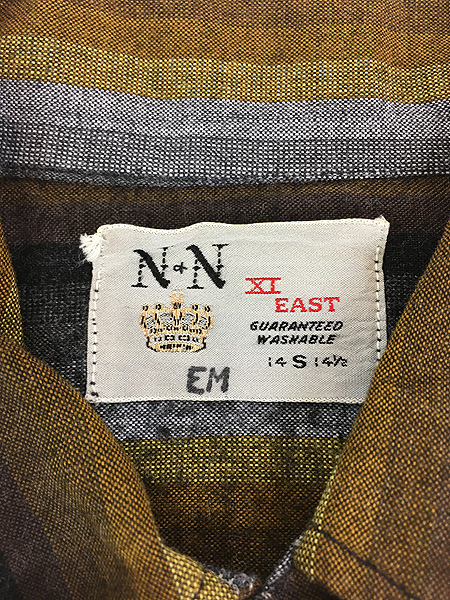 N & N
XI
EAST
GUARANTEED
WASHABLE
14 S 14½
EM